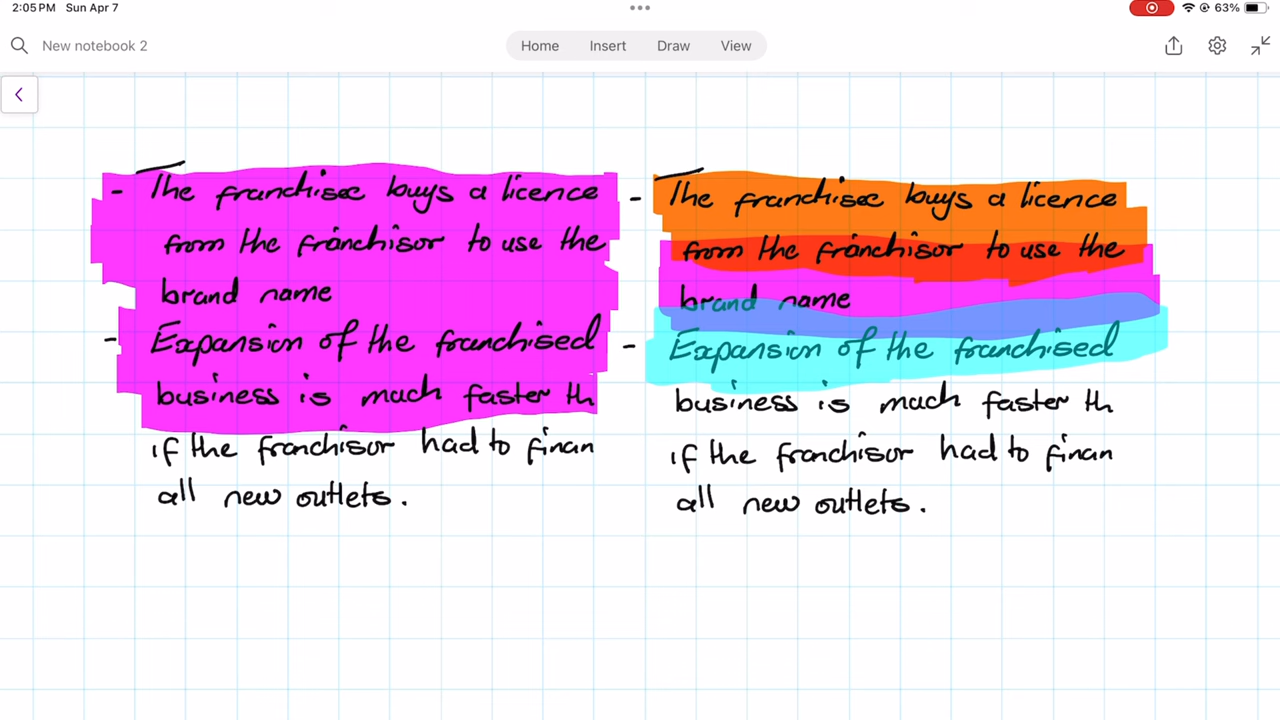 2:05 PM Sun Apr 7
63%
New notebook 2
Home Insert Draw View
- The franchisee buys a licence
from the franchisor to use the
brand name
- Expansion of the franchised
business is much faster th
if the franchisor had to finan
all new outlets.
- The franchisee buys a licence
from the franchisor to use the
brand name
- Expansion of the franchised
business is much faster th
if the franchisor had to finan
all new outlets.